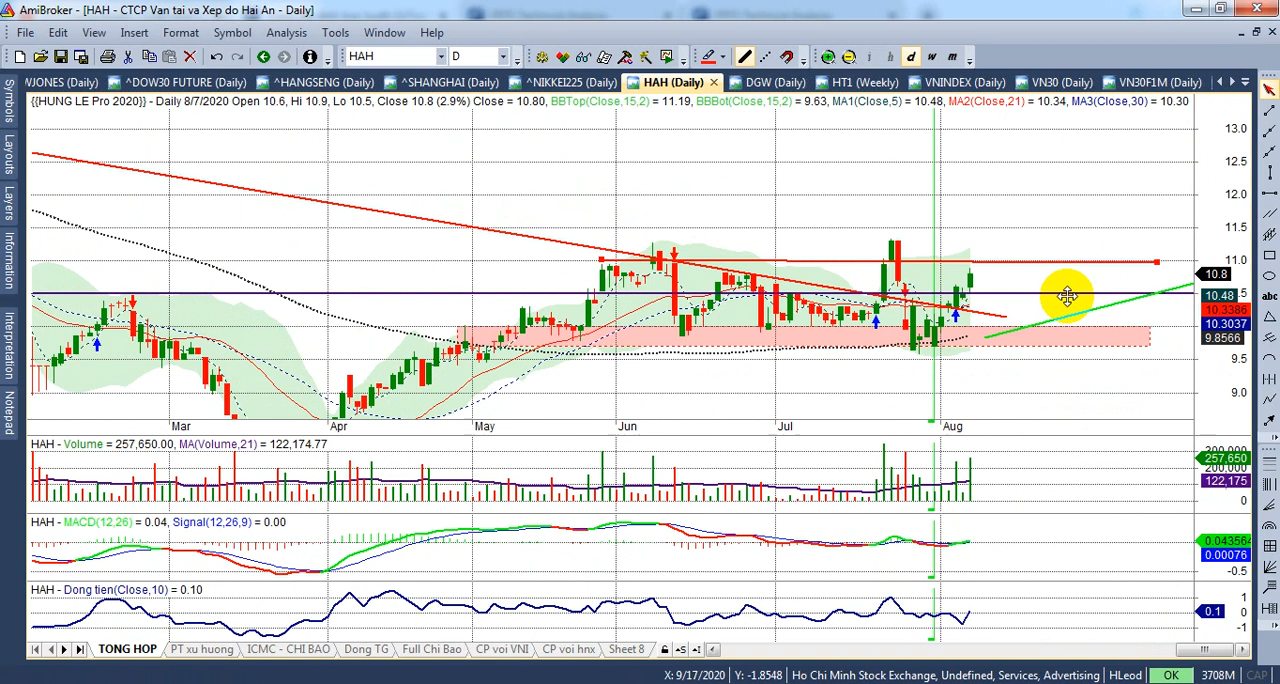 AmiBroker - [HAH - CTCP Van tai va Xep do Hai An - Daily]
File Edit View Insert Format Symbol Analysis Tools Window Help
HAH D i h i d w m
Symbols Layouts Layers Information Interpretation Notepad
WJONES (Daily) ^DOW30 FUTURE (Daily) ^HANGSENG (Daily) ^SHANGHAI (Daily) ^NIKKEI225 (Daily) HAH (Daily) DGW (Daily) HT1 (Weekly) VNINDEX (Daily) VN30 (Daily) VN30F1M (Daily)
{{HUNG LE Pro 2020}} - Daily 8/7/2020 Open 10.6, Hi 10.9, Lo 10.5, Close 10.8 (2.9%) Close = 10.80, BBTop(Close,15,2) = 11.19, BBBot(Close,15,2) = 9.63, MA1(Close,5) = 10.48, MA2(Close,21) = 10.34, MA3(Close,30) = 10.30
13.0
12.5
12.0
11.5
11.0
10.8
10.48
10.3386
10.3037
9.8566
9.5
9.0
abc
Mar Apr May Jun Jul Aug
HAH - Volume = 257,650.00, MA(Volume,21) = 122,174.77
257,650
200,000
122,175
0
HAH - MACD(12,26) = 0.04, Signal(12,26,9) = 0.00
0.043564
0.00076
-0.5
HAH - Dong tien(Close,10) = 0.10
1
0.1 0
-1
TONG HOP PT xu huong ICMC - CHI BAO Dong TG Full Chi Bao CP voi VNI CP voi hnx Sheet 8
X: 9/17/2020 Y: -1.8548 Ho Chi Minh Stock Exchange, Undefined, Services, Advertising HLeod OK 3708M CAP